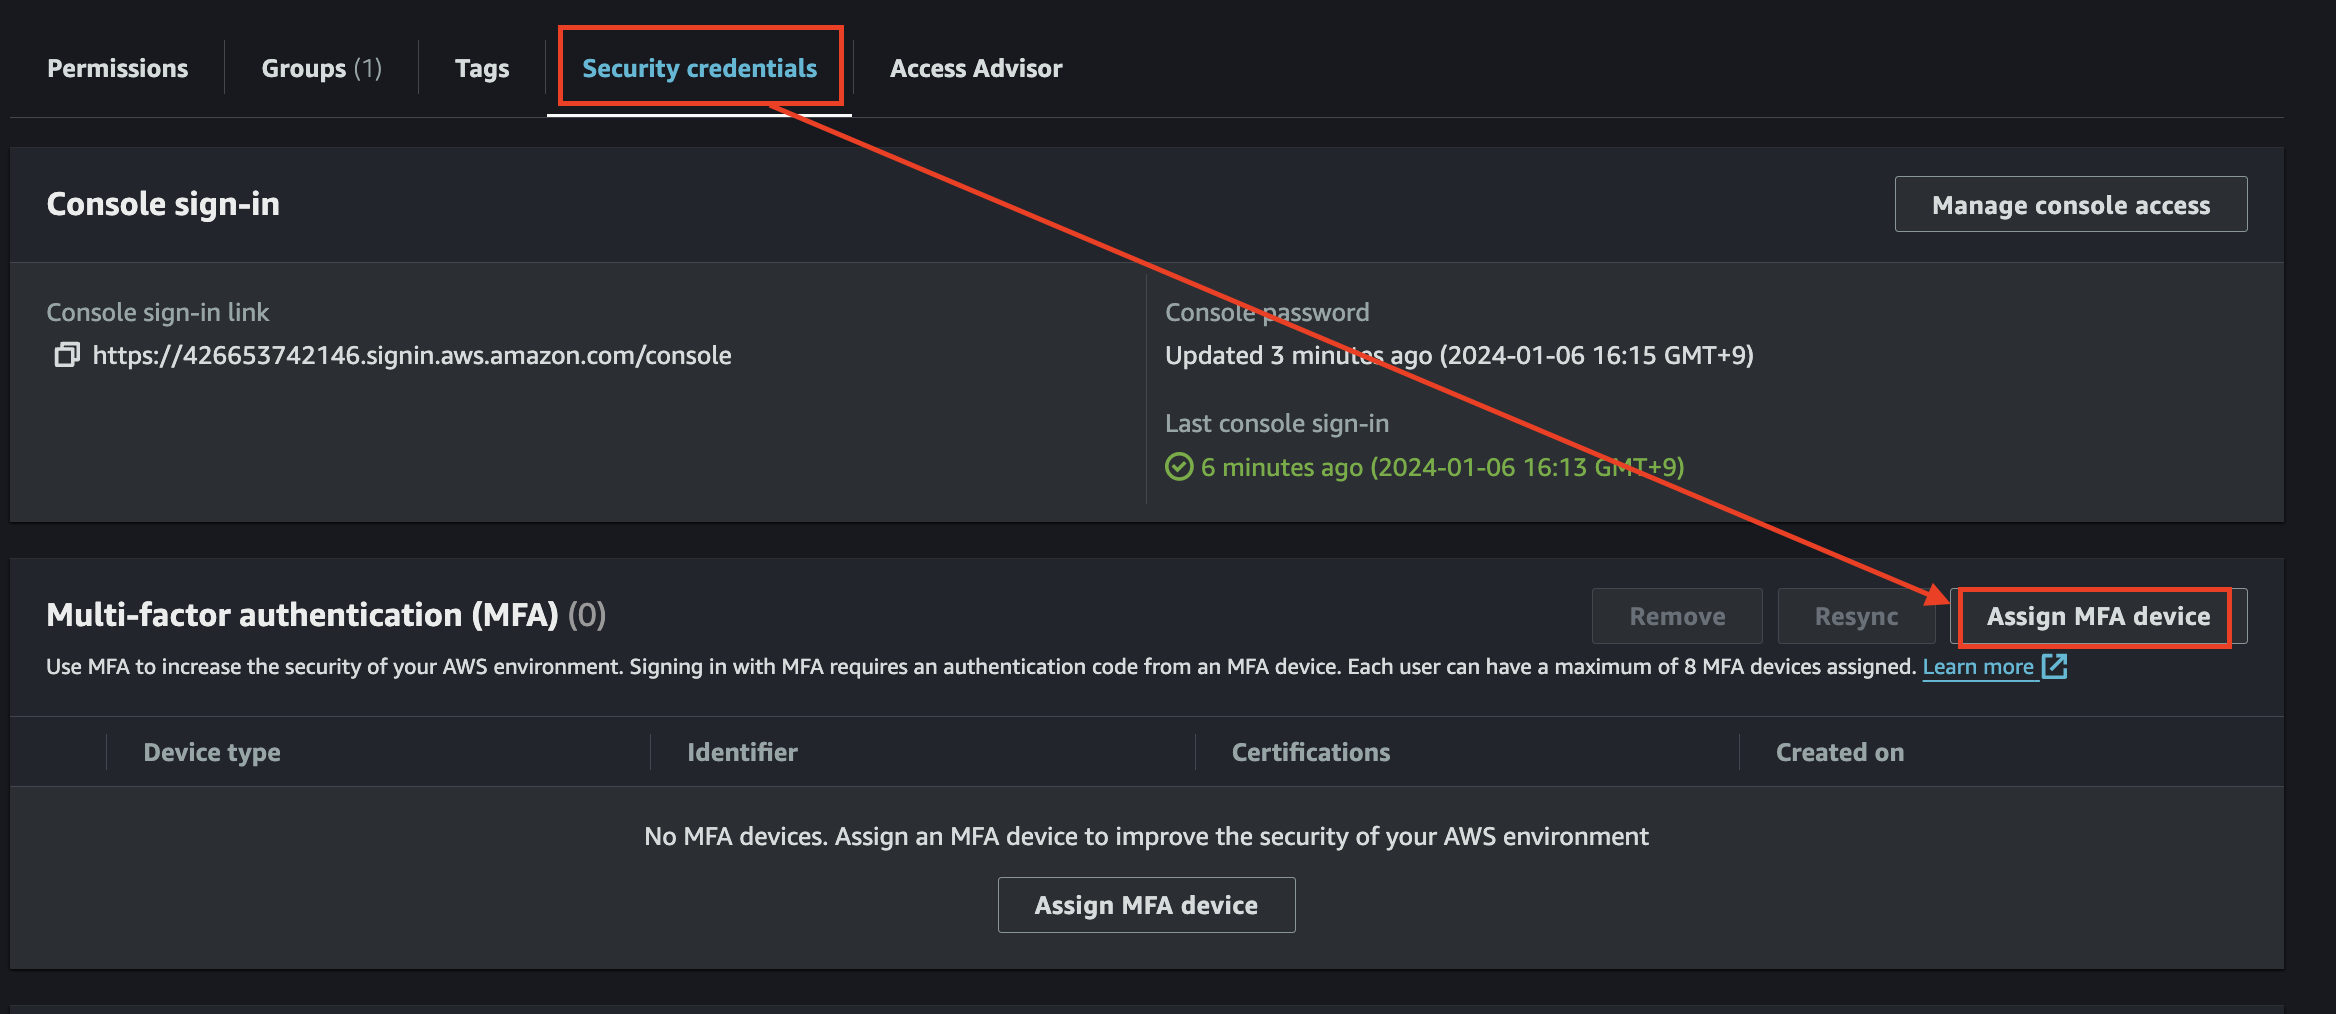 Permissions
Groups (1)
Tags
Security credentials
Access Advisor
Console sign-in
Manage console access
Console sign-in link
https://426653742146.signin.aws.amazon.com/console
Console password
Updated 3 minutes ago (2024-01-06 16:15 GMT+9)
Last console sign-in
6 minutes ago (2024-01-06 16:13 GMT+9)
Multi-factor authentication (MFA) (0)
Remove
Resync
Assign MFA device
Use MFA to increase the security of your AWS environment. Signing in with MFA requires an authentication code from an MFA device. Each user can have a maximum of 8 MFA devices assigned. Learn more
Device type
Identifier
Certifications
Created on
No MFA devices. Assign an MFA device to improve the security of your AWS environment
Assign MFA device